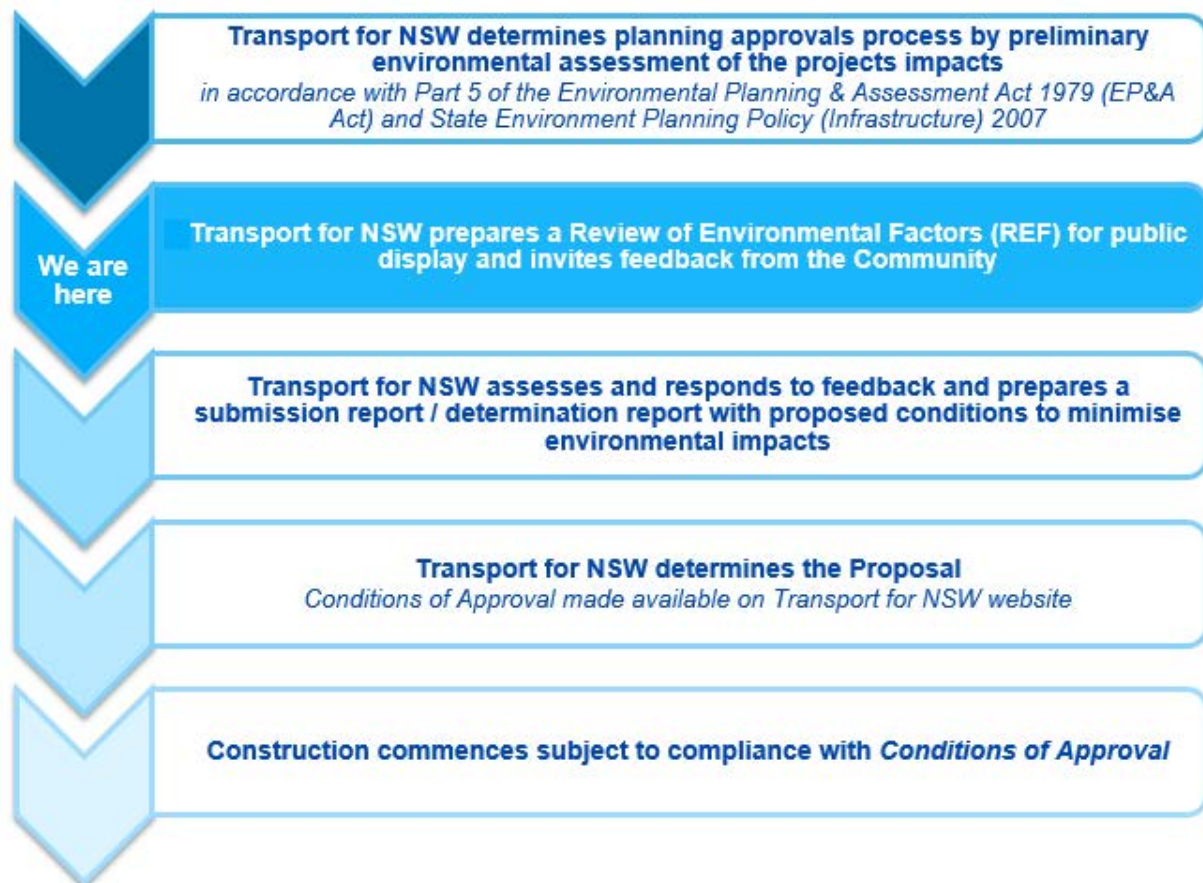 Transport for NSW determines planning approvals process by preliminary
environmental assessment of the projects impacts
in accordance with Part 5 of the Environmental Planning & Assessment Act 1979 (EP&A
Act) and State Environment Planning Policy (Infrastructure) 2007
We are
here
Transport for NSW prepares a Review of Environmental Factors (REF) for public
display and invites feedback from the Community
Transport for NSW assesses and responds to feedback and prepares a
submission report / determination report with proposed conditions to minimise
environmental impacts
Transport for NSW determines the Proposal
Conditions of Approval made available on Transport for NSW website
Construction commences subject to compliance with Conditions of Approval